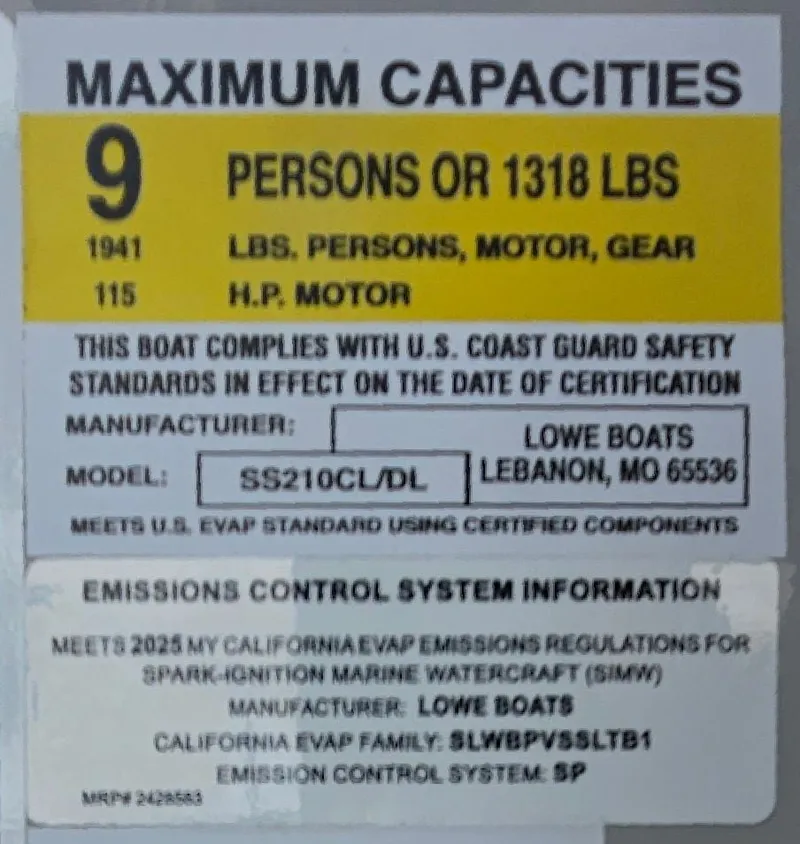 MAXIMUM CAPACITIES
9 PERSONS OR 1318 LBS
1941 LBS. PERSONS, MOTOR, GEAR
115 H.P. MOTOR
THIS BOAT COMPLIES WITH U.S. COAST GUARD SAFETY
STANDARDS IN EFFECT ON THE DATE OF CERTIFICATION
MANUFACTURER: LOWE BOATS
MODEL: SS210CL/DL LEBANON, MO 65536
MEETS U.S. EVAP STANDARD USING CERTIFIED COMPONENTS
EMISSIONS CONTROL SYSTEM INFORMATION
MEETS 2025 MY CALIFORNIA EVAP EMISSIONS REGULATIONS FOR
SPARK-IGNITION MARINE WATERCRAFT (SIMW)
MANUFACTURER: LOWE BOATS
CALIFORNIA EVAP FAMILY: SLWBPVSSLTB1
EMISSION CONTROL SYSTEM: SP
MRP# 2428563